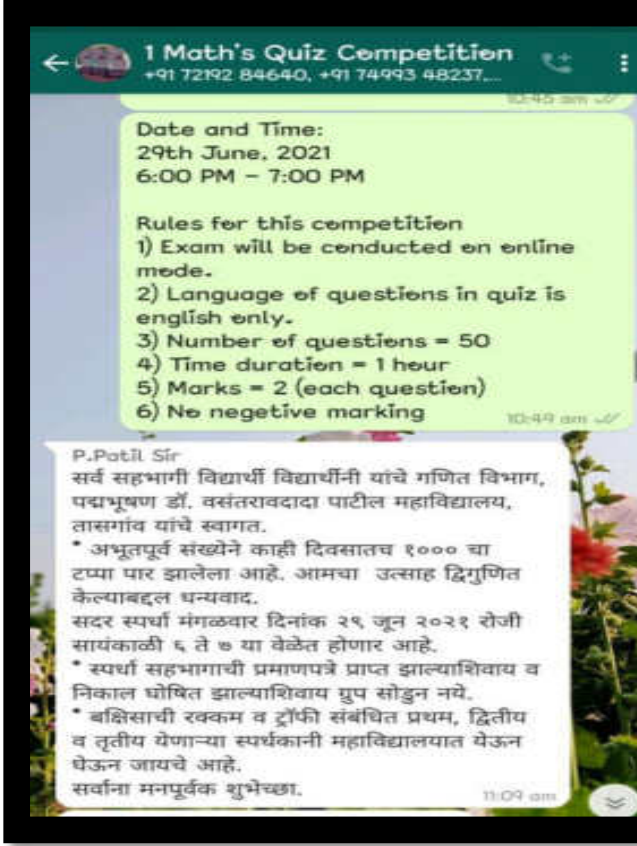 1 Math's Quiz Competition
+91 72192 84640, +91 74993 48237,...
10:45 am
Date and Time:
29th June, 2021
6:00 PM – 7:00 PM
Rules for this competition
1) Exam will be conducted on online
mode.
2) Language of questions in quiz is
english only.
3) Number of questions = 50
4) Time duration = 1 hour
5) Marks = 2 (each question)
6) No negetive marking
10:49 am
P.Patil Sir
सर्व सहभागी विद्यार्थी विद्यार्थीनी यांचे गणित विभाग,
पद्मभूषण डॉ. वसंतरावदादा पाटील महाविद्यालय,
तासगांव यांचे स्वागत.
* अभूतपूर्व संख्येने काही दिवसातच १००० चा
टप्पा पार झालेला आहे. आमचा उत्साह द्विगुणित
केल्याबद्दल धन्यवाद.
सदर स्पर्धा मंगळवार दिनांक २९ जून २०२१ रोजी
सायंकाळी ६ ते ७ या वेळेत होणार आहे.
* स्पर्धा सहभागाची प्रमाणपत्रे प्राप्त झाल्याशिवाय व
निकाल घोषित झाल्याशिवाय ग्रुप सोडुन नये.
* बक्षिसाची रक्कम व ट्रॉफी संबंधित प्रथम, द्वितीय
व तृतीय येणाऱ्या स्पर्धकानी महाविद्यालयात येऊन
घेऊन जायचे आहे.
सर्वाना मनपूर्वक शुभेच्छा.
11:09 am